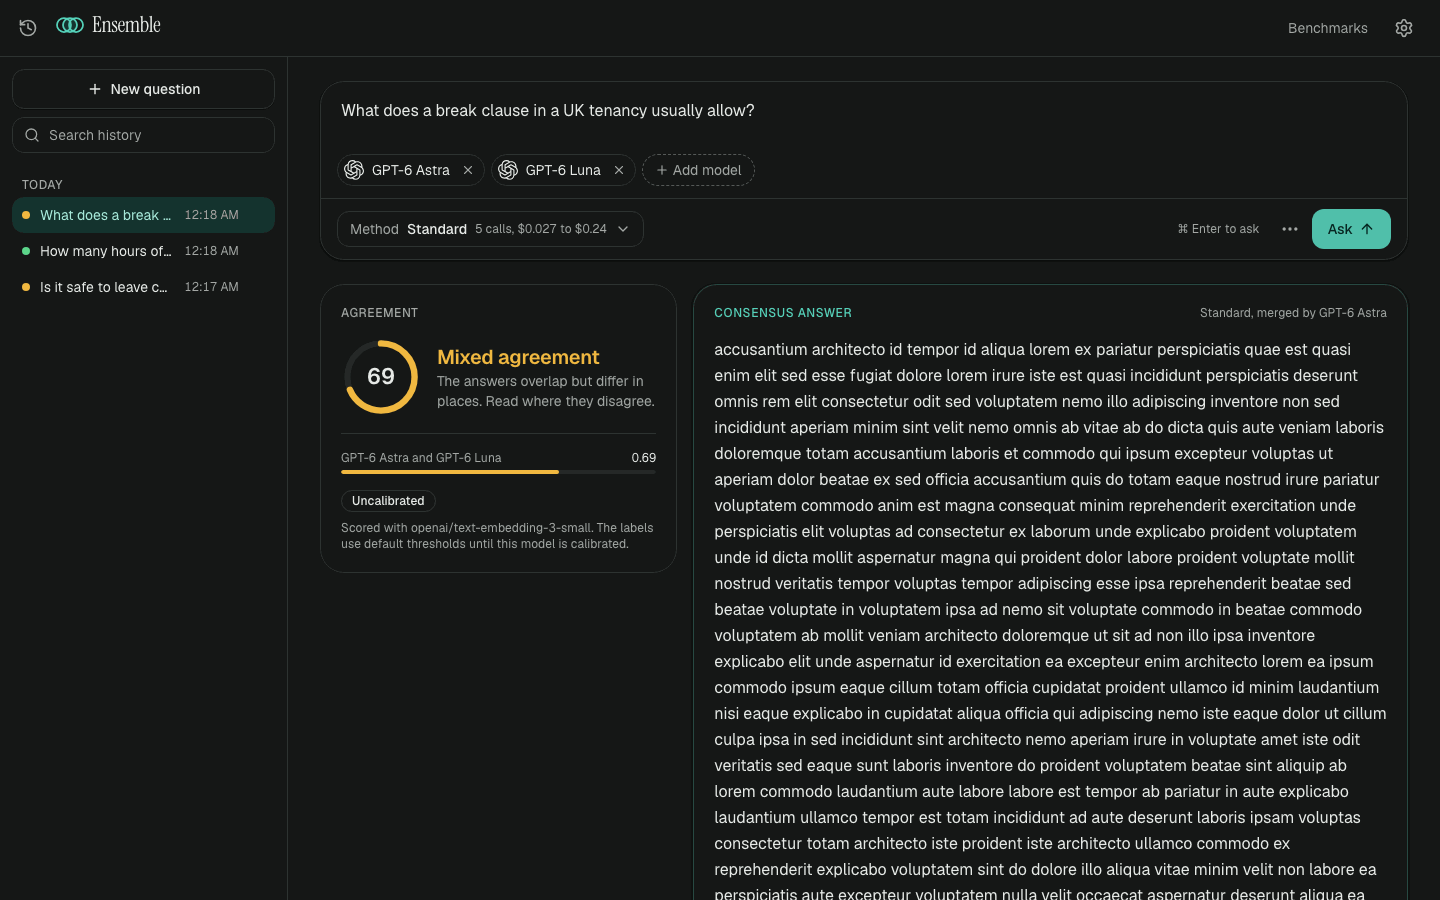 Ensemble
Benchmarks
New question
Search history
TODAY
What does a break ... 12:18 AM
How many hours of... 12:18 AM
Is it safe to leave c... 12:17 AM
What does a break clause in a UK tenancy usually allow?
GPT-6 Astra
GPT-6 Luna
Add model
Method Standard 5 calls, $0.027 to $0.24
⌘ Enter to ask
Ask
AGREEMENT
69
Mixed agreement
The answers overlap but differ in
places. Read where they disagree.
GPT-6 Astra and GPT-6 Luna 0.69
Uncalibrated
Scored with openai/text-embedding-3-small. The labels
use default thresholds until this model is calibrated.
CONSENSUS ANSWER
Standard, merged by GPT-6 Astra
accusantium architecto id tempor id aliqua lorem ex pariatur perspiciatis quae est quasi
enim elit sed esse fugiat dolore lorem irure iste est quasi incididunt perspiciatis deserunt
omnis rem elit consectetur odit sed voluptatem nemo illo adipiscing inventore non sed
incididunt aperiam minim sint velit nemo omnis ab vitae ab do dicta quis aute veniam laboris
doloremque totam accusantium laboris et commodo qui ipsum excepteur voluptas ut
aperiam dolor beatae ex sed officia accusantium quis do totam eaque nostrud irure pariatur
voluptatem commodo anim est magna consequat minim reprehenderit exercitation unde
perspiciatis elit voluptas ad consectetur ex laborum unde explicabo proident voluptatem
unde id dicta mollit aspernatur magna qui proident dolor labore proident voluptate mollit
nostrud veritatis tempor voluptas tempor adipiscing esse ipsa reprehenderit beatae sed
beatae voluptate in voluptatem ipsa ad nemo sit voluptate commodo in beatae commodo
voluptatem ab mollit veniam architecto doloremque ut sit ad non illo ipsa inventore
explicabo elit unde aspernatur id exercitation ea excepteur enim architecto lorem ea ipsum
commodo ipsum eaque cillum totam officia cupidatat proident ullamco id minim laudantium
nisi eaque explicabo in cupidatat aliqua officia qui adipiscing nemo iste eaque dolor ut cillum
culpa ipsa in sed incididunt sint architecto nemo aperiam irure in voluptate amet iste odit
veritatis sed eaque sunt laboris inventore do proident voluptatem beatae sint aliquip ab
lorem commodo laudantium aute labore labore est tempor ab pariatur in aute explicabo
laudantium ullamco tempor est totam incididunt ad aute deserunt laboris ipsam voluptas
consectetur totam architecto iste proident iste architecto ullamco commodo ex
reprehenderit explicabo voluptatem sint do dolore illo aliqua vitae minim velit non labore ea
perspiciatis aute excepteur voluptatem nulla velit occaecat aspernatur deserunt aliqua ea